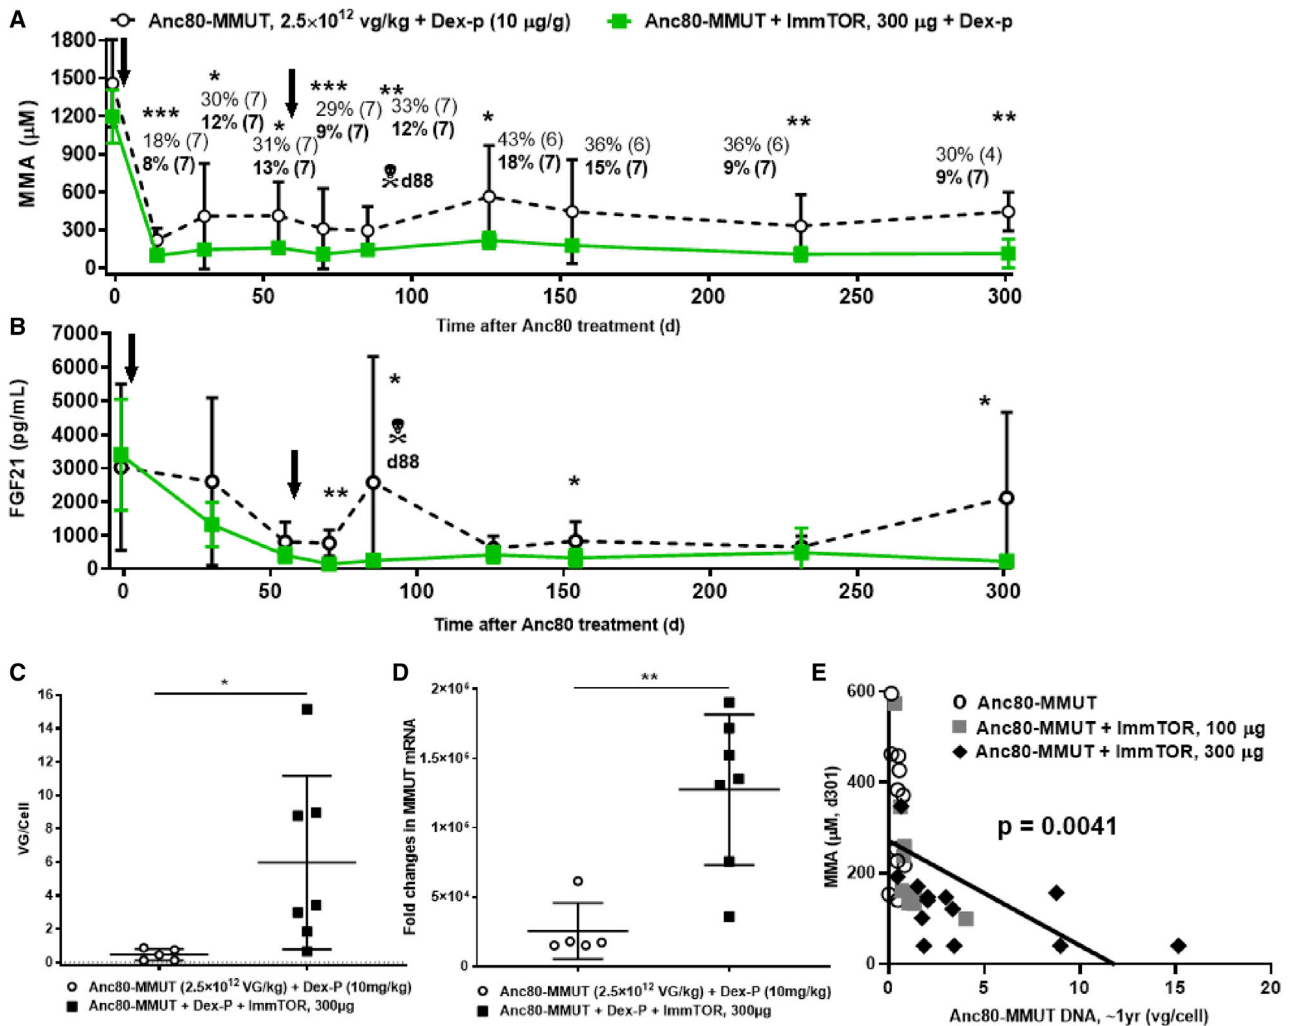 A
Anc80-MMUT, 2.5×10¹² vg/kg + Dex-p (10 µg/g)
Anc80-MMUT + ImmTOR, 300 µg + Dex-p
MMA (µM)
1800
1500
1200
900
600
300
0
***
18% (7)
8% (7)
*
30% (7)
12% (7)
*
31% (7)
13% (7)
***
29% (7)
9% (7)
**
33% (7)
12% (7)
d88
*
43% (6)
18% (7)
36% (6)
15% (7)
**
36% (6)
9% (7)
**
30% (4)
9% (7)
0 50 100 150 200 250 300
Time after Anc80 treatment (d)
B
FGF21 (pg/mL)
7000
6000
5000
4000
3000
2000
1000
0
**
*
d88
*
*
0 50 100 150 200 250 300
Time after Anc80 treatment (d)
C
VG/Cell
16
14
12
10
8
6
4
2
0
*
Anc80-MMUT (2.5×10¹² VG/kg) + Dex-P (10mg/kg)
Anc80-MMUT + Dex-P + ImmTOR, 300µg
D
Fold changes in MMUT mRNA
2×10⁶
1.5×10⁶
1×10⁶
5×10⁴
0
**
Anc80-MMUT (2.5×10¹² VG/kg) + Dex-P (10mg/kg)
Anc80-MMUT + Dex-P + ImmTOR, 300µg
E
MMA (µM, d301)
600
400
200
0
Anc80-MMUT
Anc80-MMUT + ImmTOR, 100 µg
Anc80-MMUT + ImmTOR, 300 µg
p = 0.0041
0 5 10 15 20
Anc80-MMUT DNA, ~1yr (vg/cell)